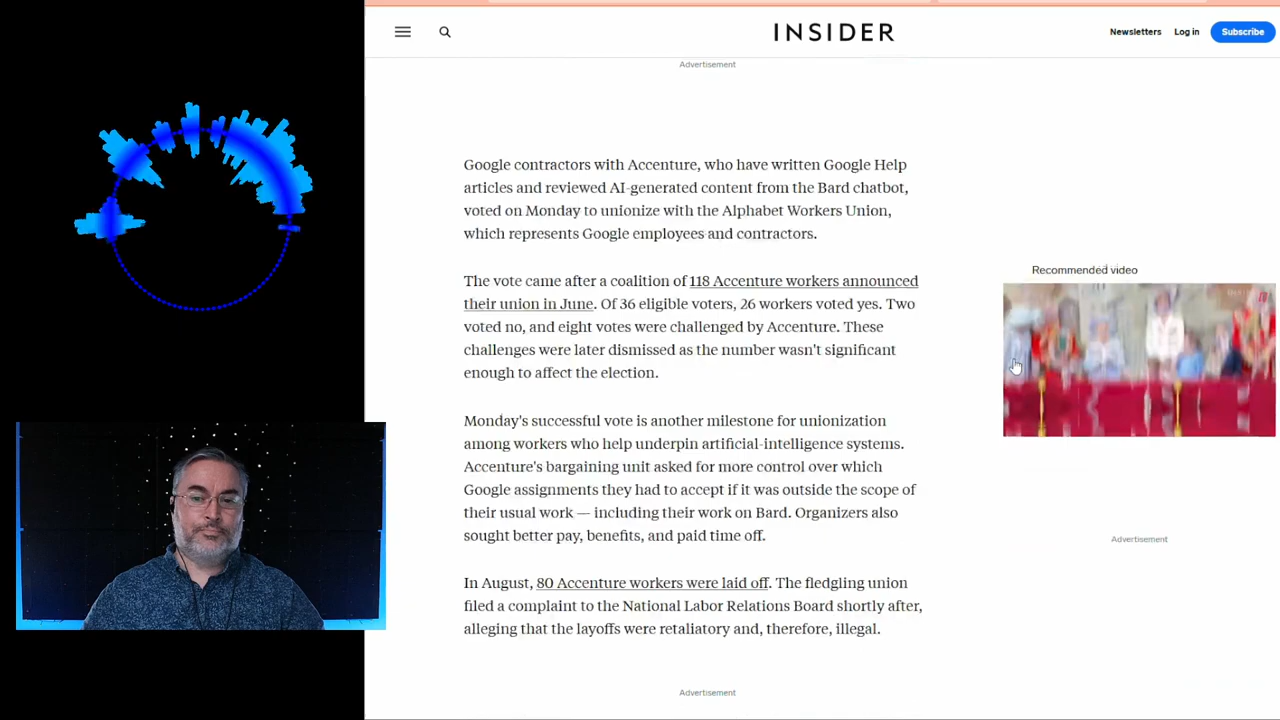 INSIDER
Newsletters
Log in
Subscribe
Advertisement
Google contractors with Accenture, who have written Google Help
articles and reviewed AI-generated content from the Bard chatbot,
voted on Monday to unionize with the Alphabet Workers Union,
which represents Google employees and contractors.
The vote came after a coalition of 118 Accenture workers announced
their union in June. Of 36 eligible voters, 26 workers voted yes. Two
voted no, and eight votes were challenged by Accenture. These
challenges were later dismissed as the number wasn't significant
enough to affect the election.
Monday's successful vote is another milestone for unionization
among workers who help underpin artificial-intelligence systems.
Accenture's bargaining unit asked for more control over which
Google assignments they had to accept if it was outside the scope of
their usual work — including their work on Bard. Organizers also
sought better pay, benefits, and paid time off.
In August, 80 Accenture workers were laid off. The fledgling union
filed a complaint to the National Labor Relations Board shortly after,
alleging that the layoffs were retaliatory and, therefore, illegal.
Advertisement
Recommended video
Advertisement